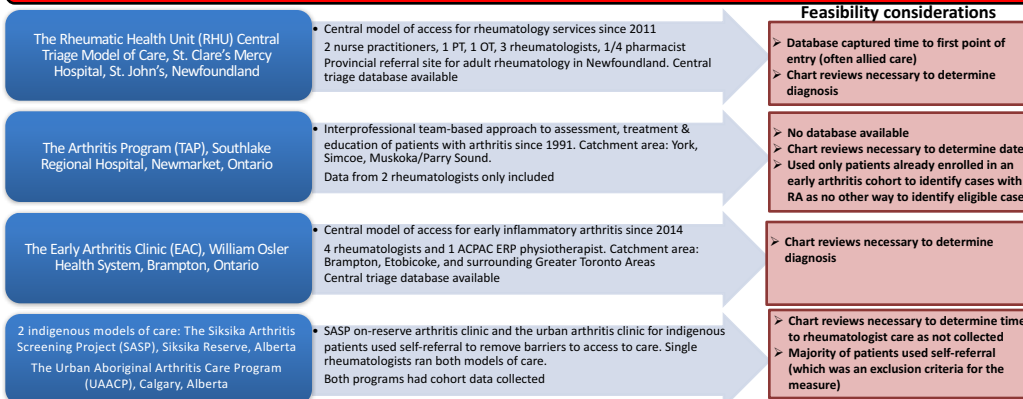 Feasibility considerations
The Rheumatic Health Unit (RHU) Central
Triage Model of Care, St. Clare's Mercy
Hospital, St. John's, Newfoundland
• Central model of access for rheumatology services since 2011
2 nurse practitioners, 1 PT, 1 OT, 3 rheumatologists, 1/4 pharmacist
Provincial referral site for adult rheumatology in Newfoundland. Central
triage database available
➢ Database captured time to first point of
entry (often allied care)
➢ Chart reviews necessary to determine
diagnosis
The Arthritis Program (TAP), Southlake
Regional Hospital, Newmarket, Ontario
• Interprofessional team-based approach to assessment, treatment &
education of patients with arthritis since 1991. Catchment area: York,
Simcoe, Muskoka/Parry Sound.
Data from 2 rheumatologists only included
➢ No database available
➢ Chart reviews necessary to determine date
➢ Used only patients already enrolled in an
early arthritis cohort to identify cases with
RA as no other way to identify eligible case
The Early Arthritis Clinic (EAC), William Osler
Health System, Brampton, Ontario
• Central model of access for early inflammatory arthritis since 2014
4 rheumatologists and 1 ACPAC ERP physiotherapist. Catchment area:
Brampton, Etobicoke, and surrounding Greater Toronto Areas
Central triage database available
➢ Chart reviews necessary to determine
diagnosis
2 indigenous models of care: The Siksika Arthritis
Screening Project (SASP), Siksika Reserve, Alberta
The Urban Aboriginal Arthritis Care Program
(UAACP), Calgary, Alberta
• SASP on-reserve arthritis clinic and the urban arthritis clinic for indigenous
patients used self-referral to remove barriers to access to care. Single
rheumatologists ran both models of care.
Both programs had cohort data collected
➢ Chart reviews necessary to determine time
to rheumatologist care as not collected
➢ Majority of patients used self-referral
(which was an exclusion criteria for the
measure)